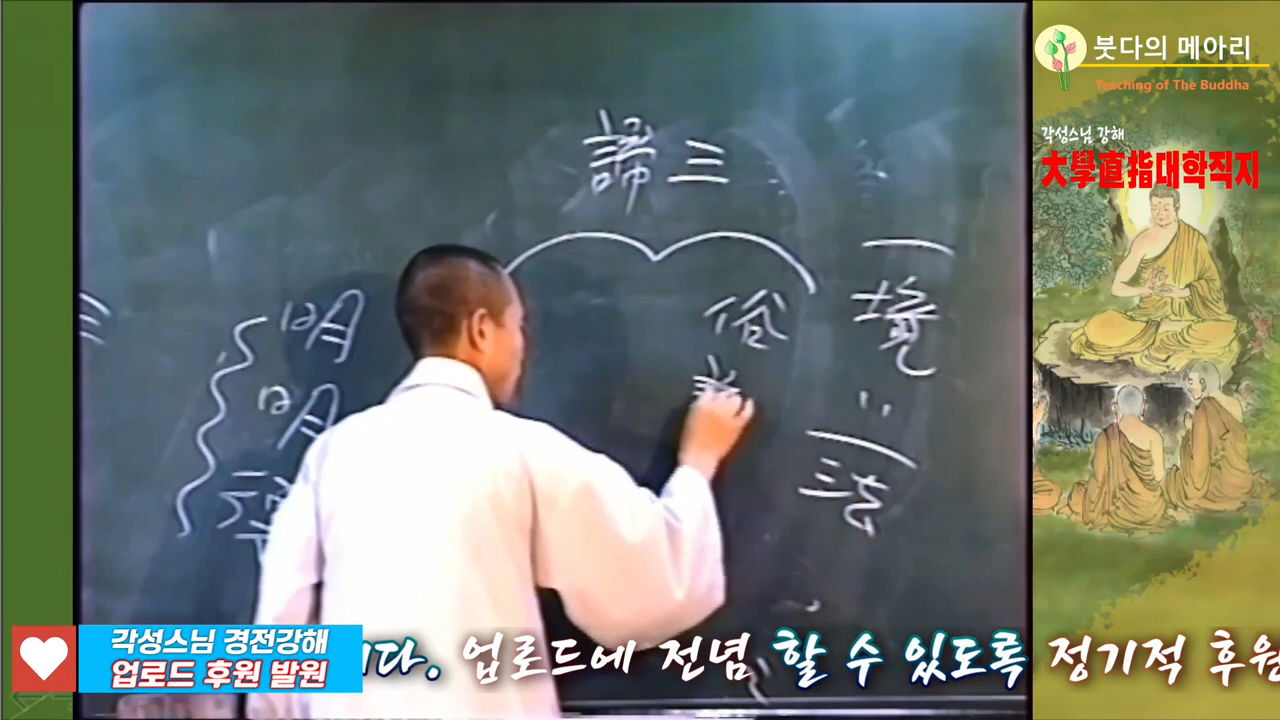 붓다의 메아리
Teaching of The Buddha
각성스님 강해
大學直指대학직지
諦三
俗
一境
一法
三
明
明
각성스님 경전강해
업로드 후원 발원
니다. 업로드에 전념 할 수 있도록 정기적 후원